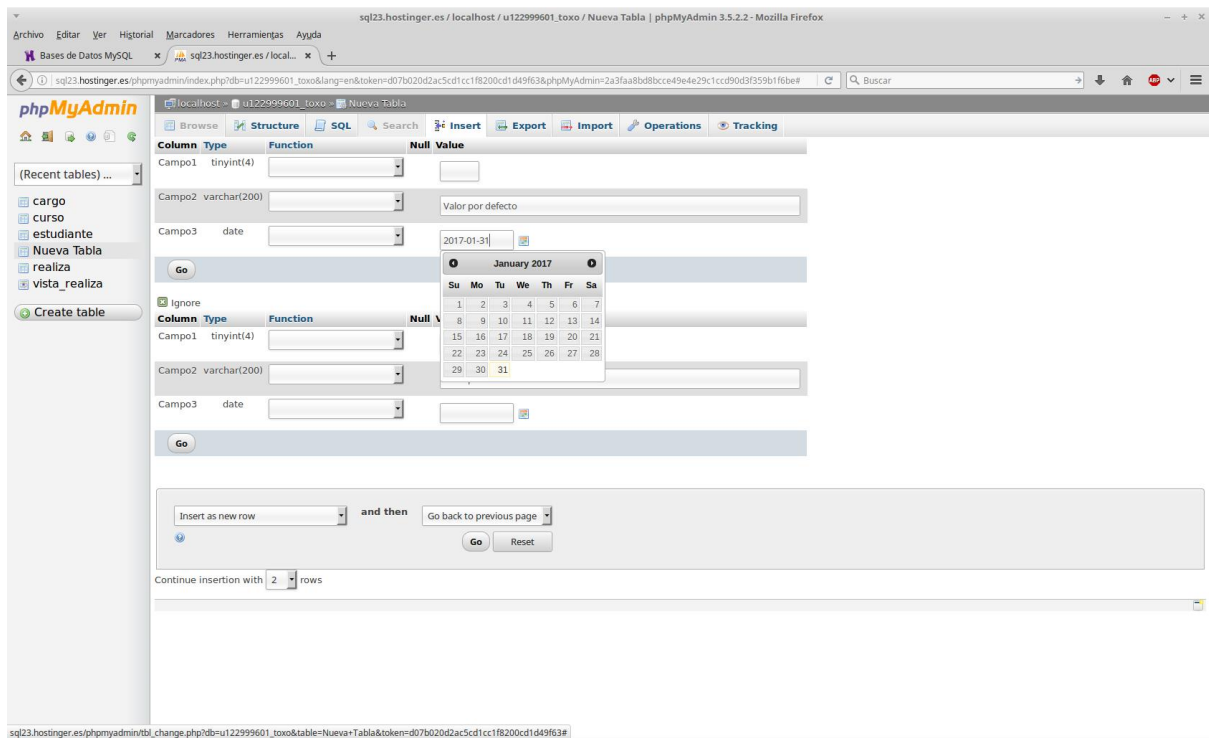 sql23.hostinger.es / localhost / u122999601_toxo / Nueva Tabla | phpMyAdmin 3.5.2.2 - Mozilla Firefox
Archivo Editar Ver Historial Marcadores Herramientas Ayuda
Bases de Datos MySQL × sql23.hostinger.es / local... × +
sql23.hostinger.es/phpmyadmin/index.php?db=u122999601_toxo&lang=en&token=d07b020d2ac5cd1cc1f8200cd1d49f63&phpMyAdmin=2a3faa8bd8bcce49e4e29c1ccd90d3f359b1f6be# Buscar ABP
phpMyAdmin
localhost » u122999601_toxo » Nueva Tabla
Browse Structure SQL Search Insert Export Import Operations Tracking
(Recent tables) ...
cargo
curso
estudiante
Nueva Tabla
realiza
vista_realiza
Create table
Column Type Function Null Value
Campo1 tinyint(4)
Campo2 varchar(200) Valor por defecto
Campo3 date 2017-01-31
Go
January 2017
Su Mo Tu We Th Fr Sa
1 2 3 4 5 6 7
8 9 10 11 12 13 14
15 16 17 18 19 20 21
22 23 24 25 26 27 28
29 30 31
Ignore
Column Type Function Null
Campo1 tinyint(4)
Campo2 varchar(200)
Campo3 date
Go
Insert as new row and then Go back to previous page
Go Reset
Continue insertion with 2 rows
sql23.hostinger.es/phpmyadmin/tbl_change.php?db=u122999601_toxo&table=Nueva+Tabla&token=d07b020d2ac5cd1cc1f8200cd1d49f63#